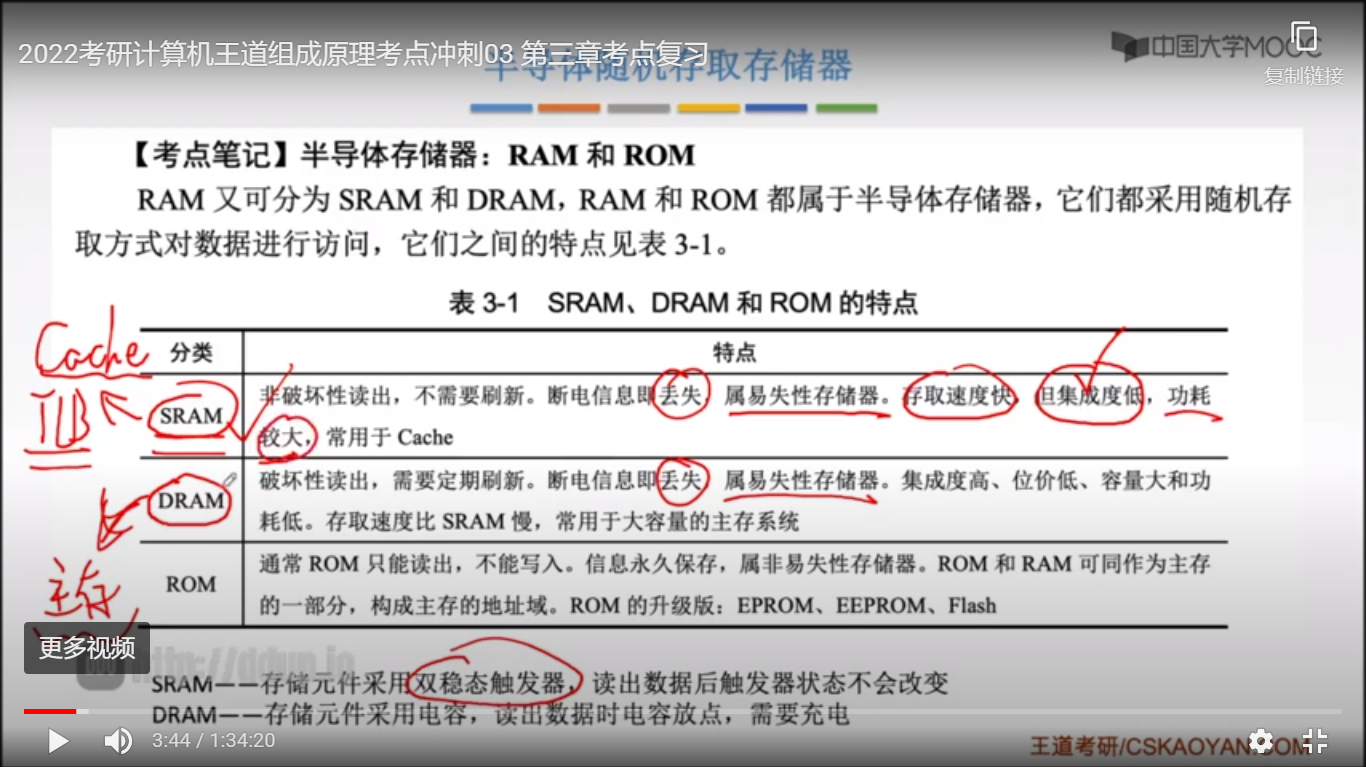 2022考研计算机王道组成原理考点冲刺03 第三章考点复习
半导体随机存取存储器
中国大学MOOC
复制链接
【考点笔记】半导体存储器：RAM 和 ROM
RAM 又可分为 SRAM 和 DRAM，RAM 和 ROM 都属于半导体存储器，它们都采用随机存
取方式对数据进行访问，它们之间的特点见表 3-1。
表 3-1 SRAM、DRAM 和 ROM 的特点
Cache
TLB
分类 特点
SRAM
非破坏性读出，不需要刷新。断电信息即丢失，属易失性存储器。存取速度快，但集成度低，功耗
较大，常用于 Cache
DRAM
破坏性读出，需要定期刷新。断电信息即丢失，属易失性存储器。集成度高、位价低、容量大和功
耗低。存取速度比 SRAM 慢，常用于大容量的主存系统
主存
ROM
通常 ROM 只能读出，不能写入。信息永久保存，属非易失性存储器。ROM 和 RAM 可同作为主存
的一部分，构成主存的地址域。ROM 的升级版：EPROM、EEPROM、Flash
更多视频
SRAM——存储元件采用双稳态触发器，读出数据后触发器状态不会改变
DRAM——存储元件采用电容，读出数据时电容放点，需要充电
3:44 / 1:34:20
王道考研/CSKAOYAN.COM